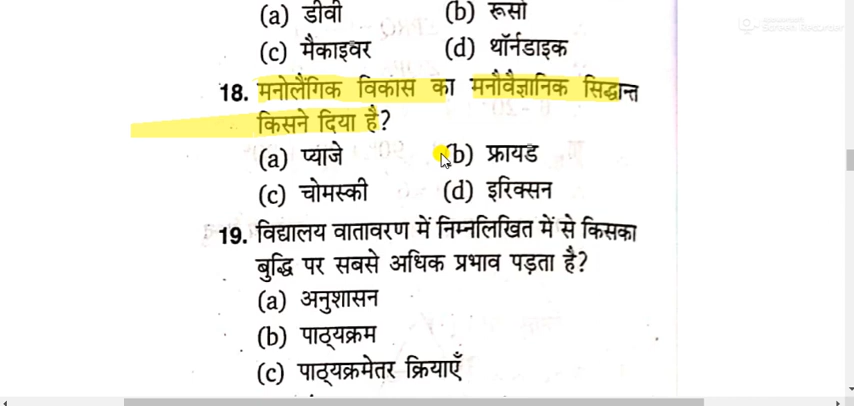 (a) डीवी (b) रूसो
(c) मैकाइवर (d) थॉर्नडाइक
18. मनोलैंगिक विकास का मनौवैज्ञानिक सिद्धान्त
किसने दिया है?
(a) प्याजे (b) फ्रायड
(c) चोमस्की (d) इरिक्सन
19. विद्यालय वातावरण में निम्नलिखित में से किसका
बुद्धि पर सबसे अधिक प्रभाव पड़ता है?
(a) अनुशासन
(b) पाठ्यक्रम
(c) पाठ्यक्रमेतर क्रियाएँ